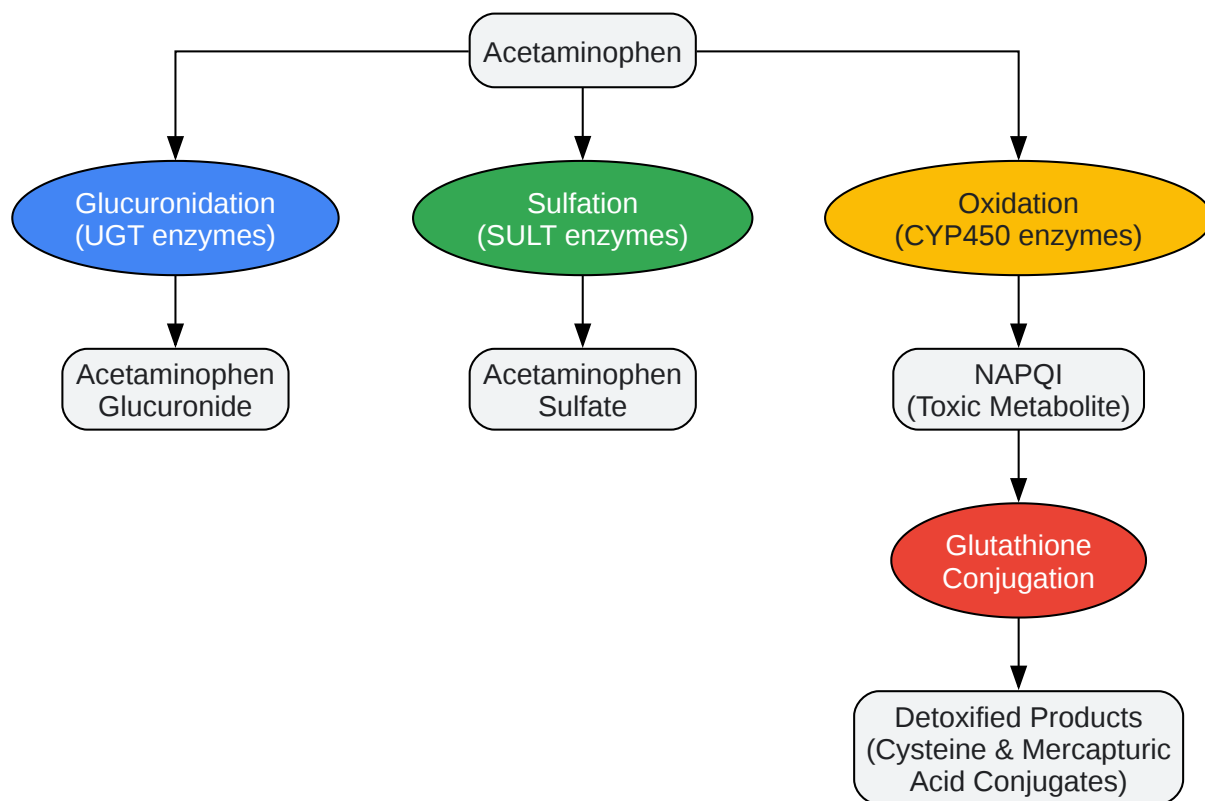 Acetaminophen
Glucuronidation
(UGT enzymes)
Sulfation
(SULT enzymes)
Oxidation
(CYP450 enzymes)
Acetaminophen
Glucuronide
Acetaminophen
Sulfate
NAPQI
(Toxic Metabolite)
Glutathione
Conjugation
Detoxified Products
(Cysteine & Mercapturic
Acid Conjugates)